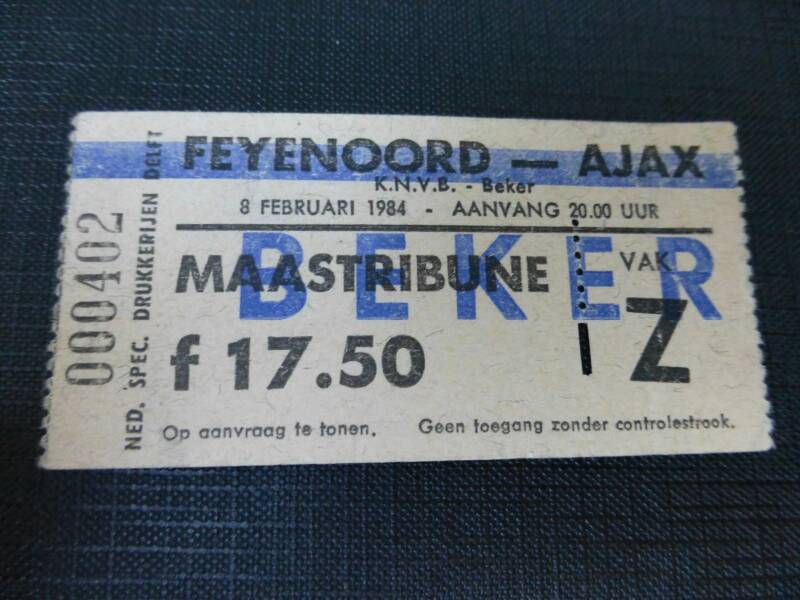 FEYENOORD — AJAX
K.N.V.B. - Beker
8 FEBRUARI 1984 - AANVANG 20.00 UUR
BEKER
MAASTRIBUNE
VAK
Z
f 17.50
Op aanvraag te tonen. Geen toegang zonder controlestrook.
000402
NED. SPEC. DRUKKERIJEN DELFT